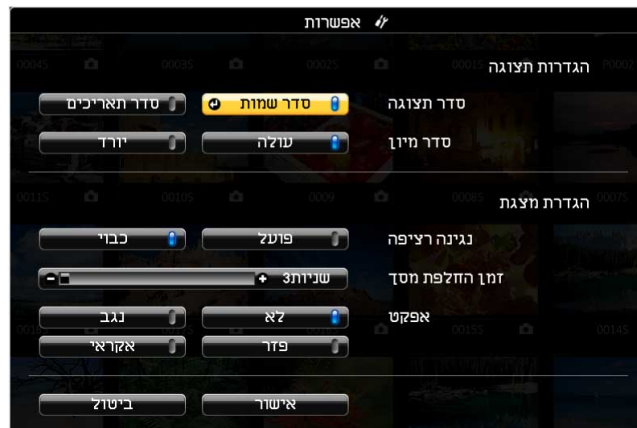 אפשרות
הגדרות תצוגה
סדר תצוגה סדר שמות סדר תאריכים
סדר מיון עולה יורד
הגדרת מצגת
נגינה רציפה פועל כבוי
זמן החלפת מסך שניות3 + -
אפקט לא נגב
פזר אקראי
אישור ביטול